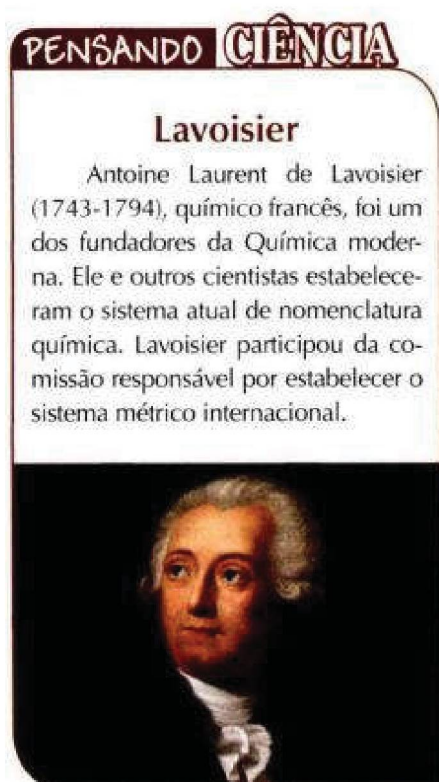 PENSANDO CIÊNCIA
Lavoisier
Antoine Laurent de Lavoisier
(1743-1794), químico francês, foi um
dos fundadores da Química moder-
na. Ele e outros cientistas estabelece-
ram o sistema atual de nomenclatura
química. Lavoisier participou da co-
missão responsável por estabelecer o
sistema métrico internacional.